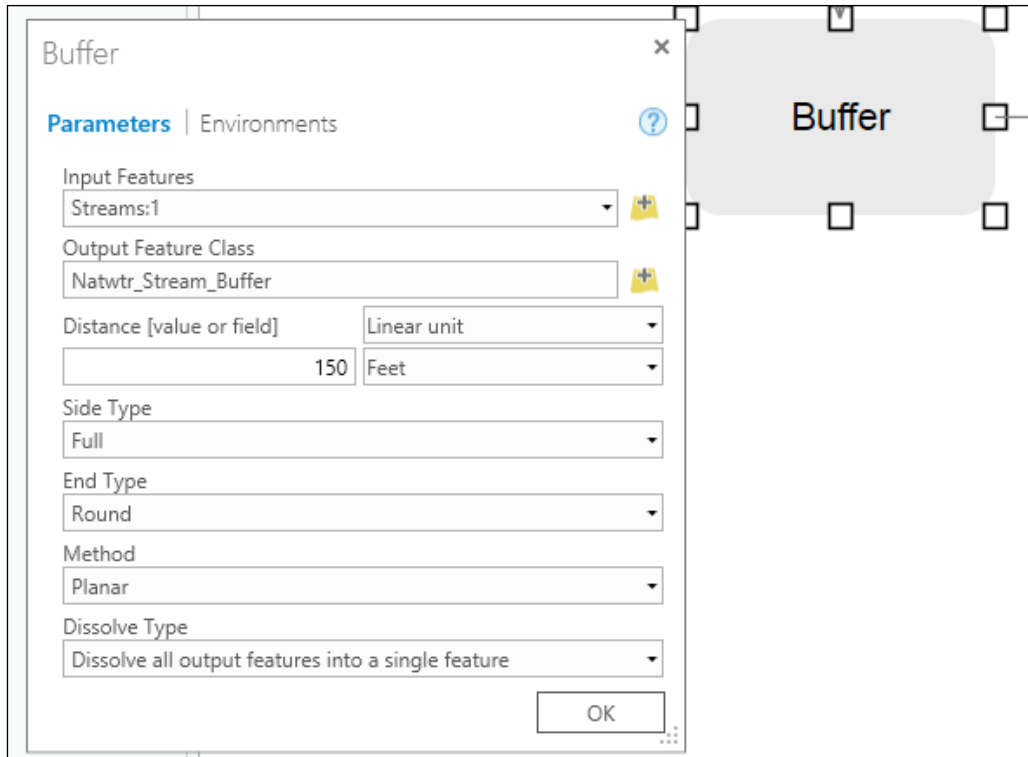 Buffer
Parameters | Environments
Input Features
Streams:1
Output Feature Class
Natwtr_Stream_Buffer
Distance [value or field] Linear unit
150 Feet
Side Type
Full
End Type
Round
Method
Planar
Dissolve Type
Dissolve all output features into a single feature
OK
Buffer